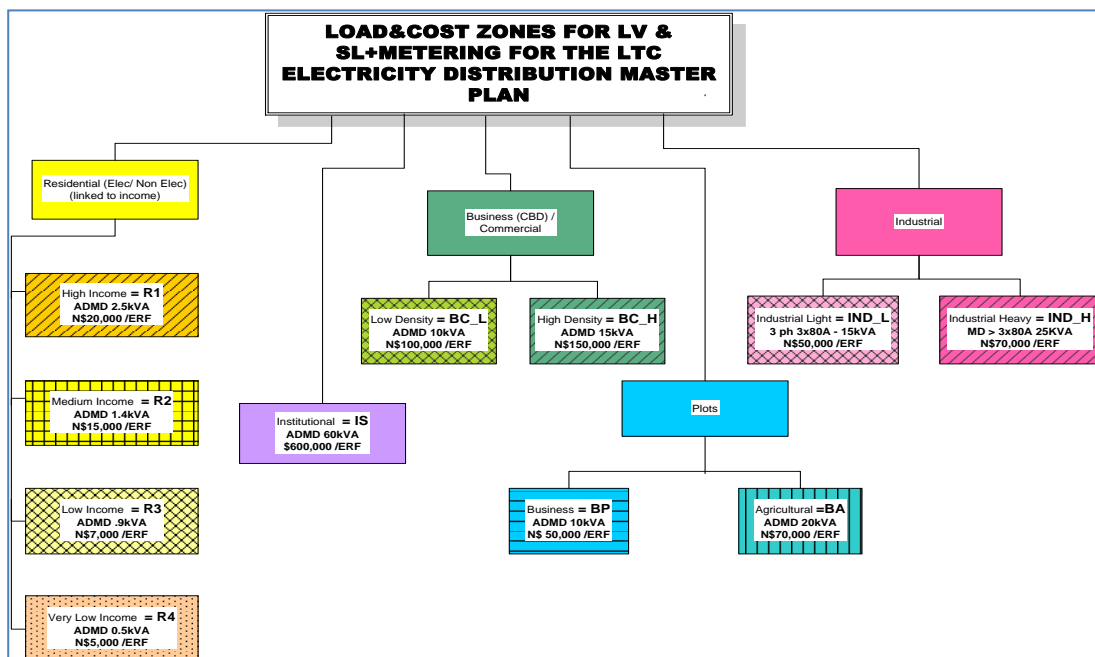 LOAD&COST ZONES FOR LV &
SL+METERING FOR THE LTC
ELECTRICITY DISTRIBUTION MASTER
PLAN
Residential (Elec/ Non Elec)
(linked to income)
Business (CBD) /
Commercial
Industrial
High Income = R1
ADMD 2.5kVA
N$20,000 /ERF
Low Density = BC_L
ADMD 10kVA
N$100,000 /ERF
High Density = BC_H
ADMD 15kVA
N$150,000 /ERF
Industrial Light = IND_L
3 ph 3x80A - 15kVA
N$50,000 /ERF
Industrial Heavy = IND_H
MD > 3x80A 25KVA
N$70,000 /ERF
Medium Income = R2
ADMD 1.4kVA
N$15,000 /ERF
Institutional = IS
ADMD 60kVA
$600,000 /ERF
Plots
Low Income = R3
ADMD .9kVA
N$7,000 /ERF
Business = BP
ADMD 10kVA
N$ 50,000 /ERF
Agricultural =BA
ADMD 20kVA
N$70,000 /ERF
Very Low Income = R4
ADMD 0.5kVA
N$5,000 /ERF